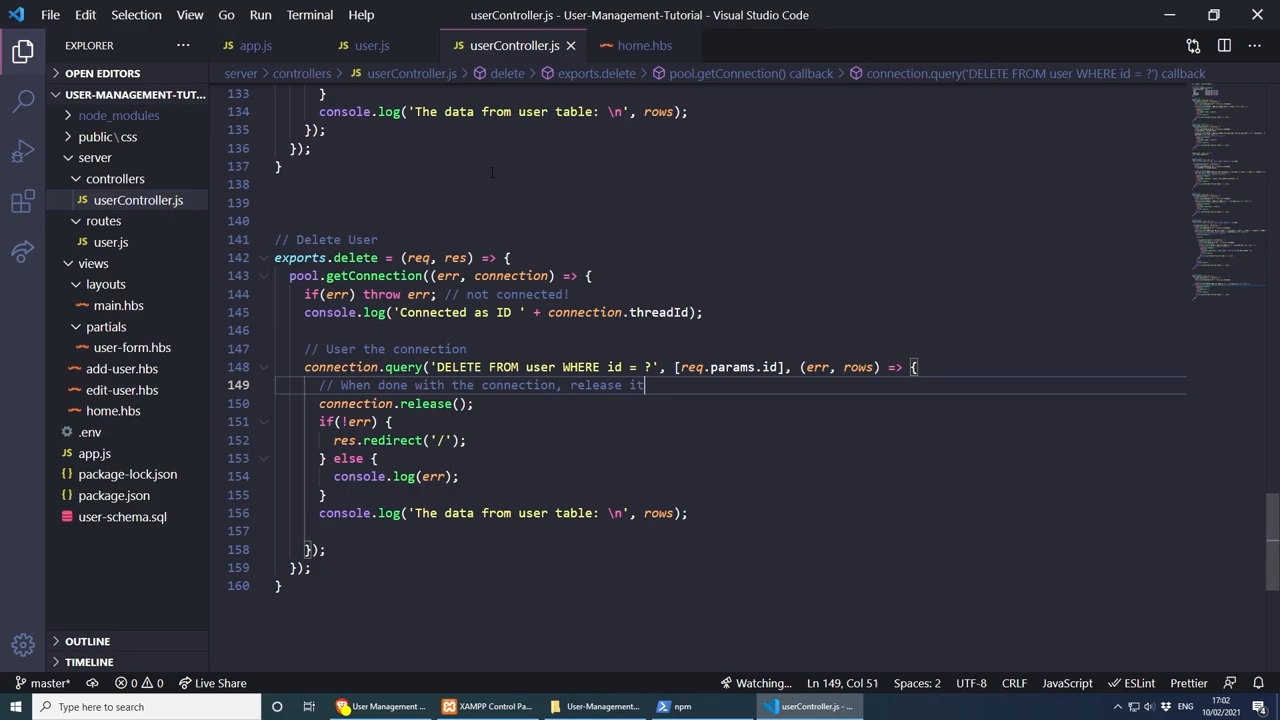 File Edit Selection View Go Run Terminal Help userController.js - User-Management-Tutorial - Visual Studio Code
EXPLORER
JS app.js JS user.js JS userController.js home.hbs
OPEN EDITORS
server controllers JS userController.js delete exports.delete pool.getConnection() callback connection.query('DELETE FROM user WHERE id = ?') callback
USER-MANAGEMENT-TUT...
node_modules
public\css
server
controllers
JS userController.js
routes
JS user.js
views
layouts
main.hbs
partials
user-form.hbs
add-user.hbs
edit-user.hbs
home.hbs
.env
JS app.js
{} package-lock.json
{} package.json
user-schema.sql
OUTLINE
TIMELINE
133 }
134 console.log('The data from user table: \n', rows);
135 });
136 });
137 }
138
139
140
141 // Delete User
142 exports.delete = (req, res) => {
143 pool.getConnection((err, connection) => {
144 if(err) throw err; // not connected!
145 console.log('Connected as ID ' + connection.threadId);
146
147 // User the connection
148 connection.query('DELETE FROM user WHERE id = ?', [req.params.id], (err, rows) => {
149 // When done with the connection, release it
150 connection.release();
151 if(!err) {
152 res.redirect('/');
153 } else {
154 console.log(err);
155 }
156 console.log('The data from user table: \n', rows);
157
158 });
159 });
160 }
master* 0 0 Live Share Watching... Ln 149, Col 51 Spaces: 2 UTF-8 CRLF JavaScript ESLint Prettier
Type here to search User Management ... XAMPP Control Pa... User-Management... npm userController.js - ... ENG 17:02
10/02/2021
4